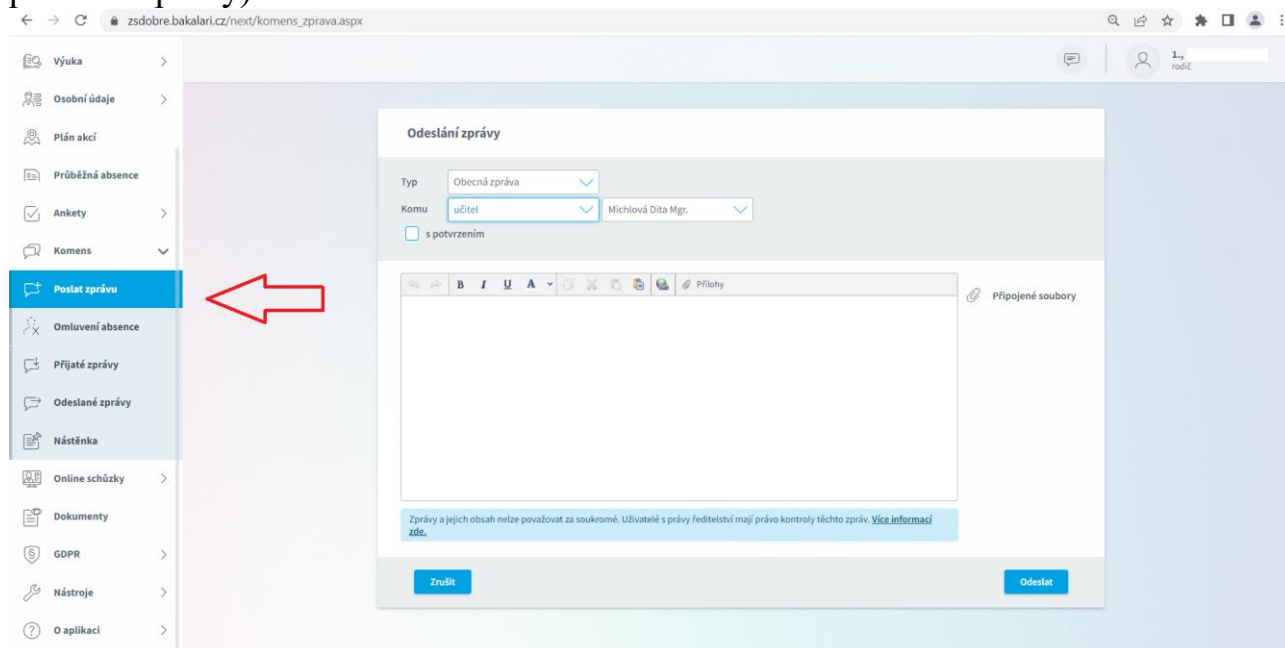 zsdobre.bakalari.cz/next/komens_zprava.aspx
Výuka
1.,
rodič
Osobní údaje
Plán akcí
Odeslání zprávy
Průběžná absence
Typ Obecná zpráva
Ankety
Komu učitel Michlová Dita Mgr.
s potvrzením
Komens
Poslat zprávu
B I U A Přílohy
Připojené soubory
Omluvení absence
Přijaté zprávy
Odeslané zprávy
Nástěnka
Online schůzky
Dokumenty
Zprávy a jejich obsah nelze považovat za soukromé. Uživatelé s právy ředitelství mají právo kontroly těchto zpráv. Více informací
zde.
GDPR
Zrušit Odeslat
Nástroje
O aplikaci